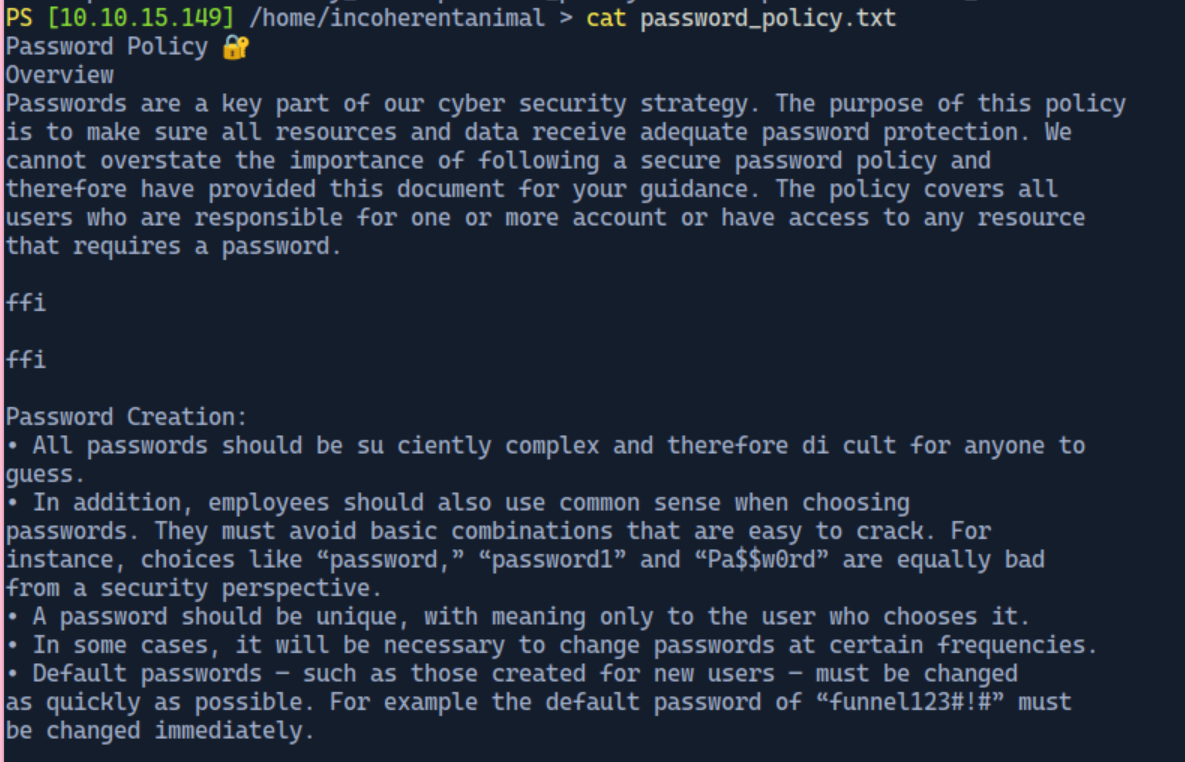 PS [10.10.15.149] /home/incoherentanimal > cat password_policy.txt
Password Policy 🔐
Overview
Passwords are a key part of our cyber security strategy. The purpose of this policy
is to make sure all resources and data receive adequate password protection. We
cannot overstate the importance of following a secure password policy and
therefore have provided this document for your guidance. The policy covers all
users who are responsible for one or more account or have access to any resource
that requires a password.
ffi
ffi
Password Creation:
• All passwords should be su ciently complex and therefore di cult for anyone to
guess.
• In addition, employees should also use common sense when choosing
passwords. They must avoid basic combinations that are easy to crack. For
instance, choices like “password,” “password1” and “Pa$$w0rd” are equally bad
from a security perspective.
• A password should be unique, with meaning only to the user who chooses it.
• In some cases, it will be necessary to change passwords at certain frequencies.
• Default passwords — such as those created for new users — must be changed
as quickly as possible. For example the default password of “funnel123#!#” must
be changed immediately.